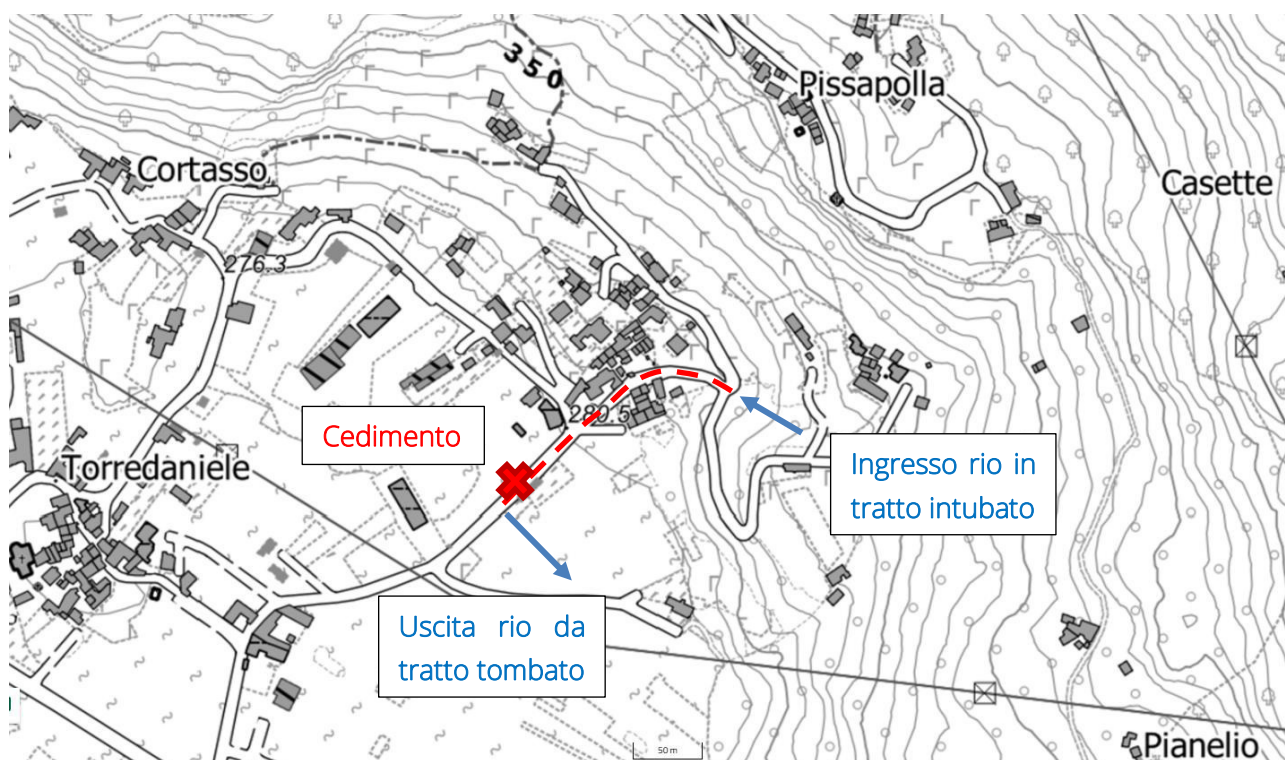 350
Pissapolla
Cortasso
Casette
276.3
Cedimento
280.5
Torredaniele
Ingresso rio in
tratto intubato
Uscita rio da
tratto tombato
50 m
Pianelio